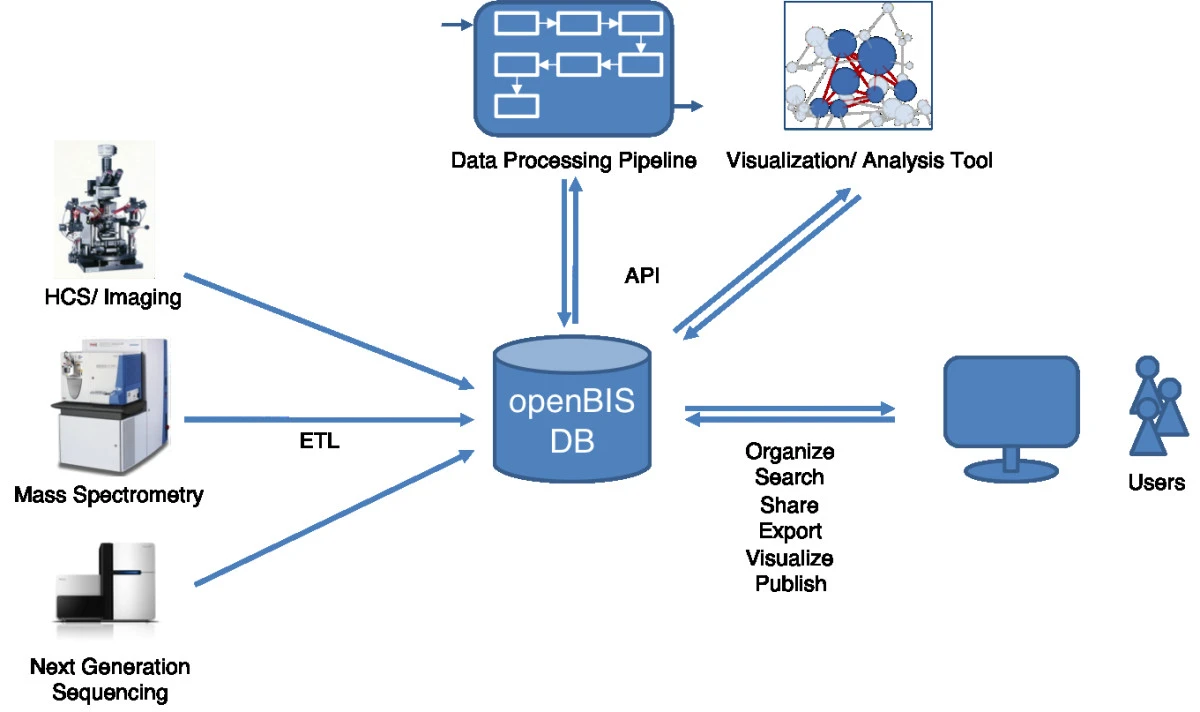 Data Processing Pipeline
Visualization/ Analysis Tool
HCS/ Imaging
API
openBIS
DB
ETL
Mass Spectrometry
Organize
Search
Share
Export
Visualize
Publish
Users
Next Generation
Sequencing